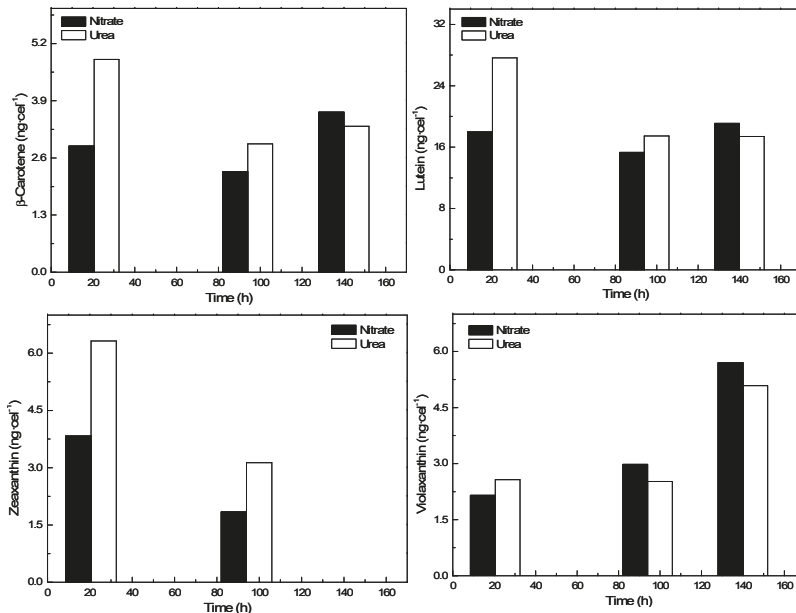 Nitrate
Urea
5.2
3.9
2.6
1.3
0.0
β-Carotene (ng·cel⁻¹)
0 20 40 60 80 100 120 140 160
Time (h)
Nitrate
Urea
32
24
16
8
0
Lutein (ng·cel⁻¹)
0 20 40 60 80 100 120 140 160
Time (h)
Nitrate
Urea
6.0
4.5
3.0
1.5
0.0
Zeaxanthin (ng·cel⁻¹)
0 20 40 60 80 100 120 140 160
Time (h)
Nitrate
Urea
6.0
4.5
3.0
1.5
0.0
Violaxanthin (ng·cel⁻¹)
0 20 40 60 80 100 120 140 160
Time (h)